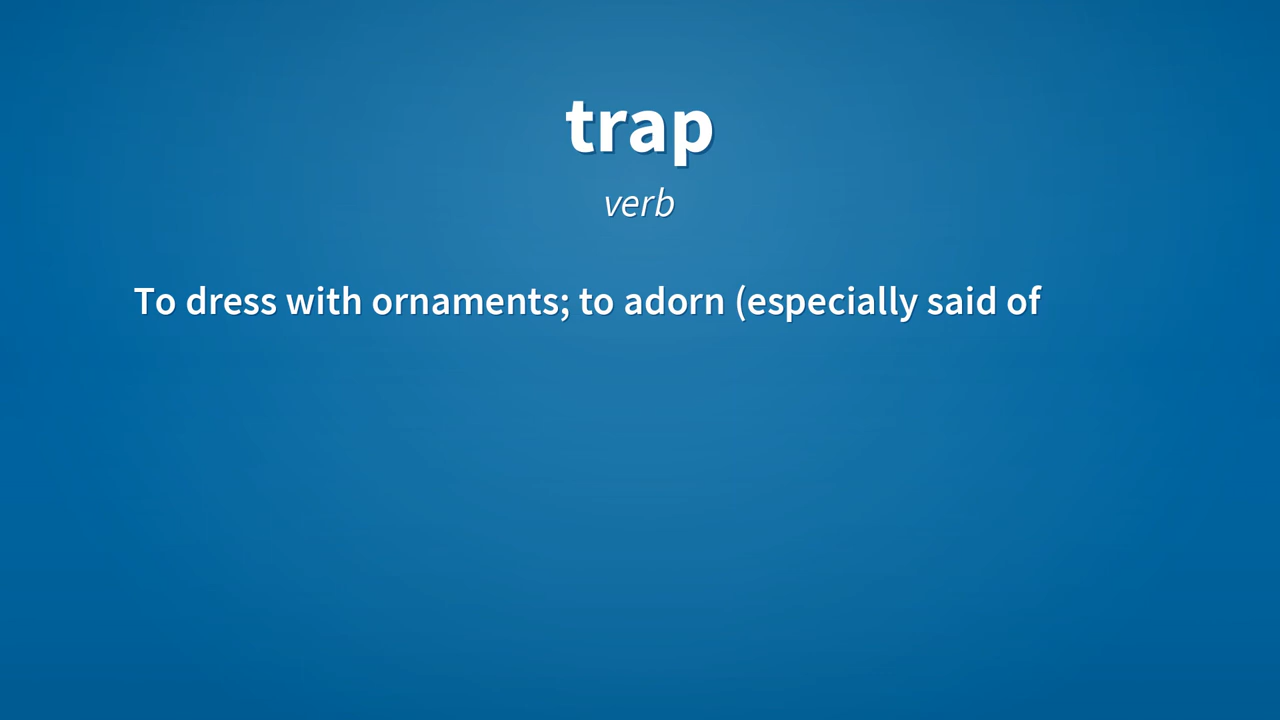 trap
verb
To dress with ornaments; to adorn (especially said of